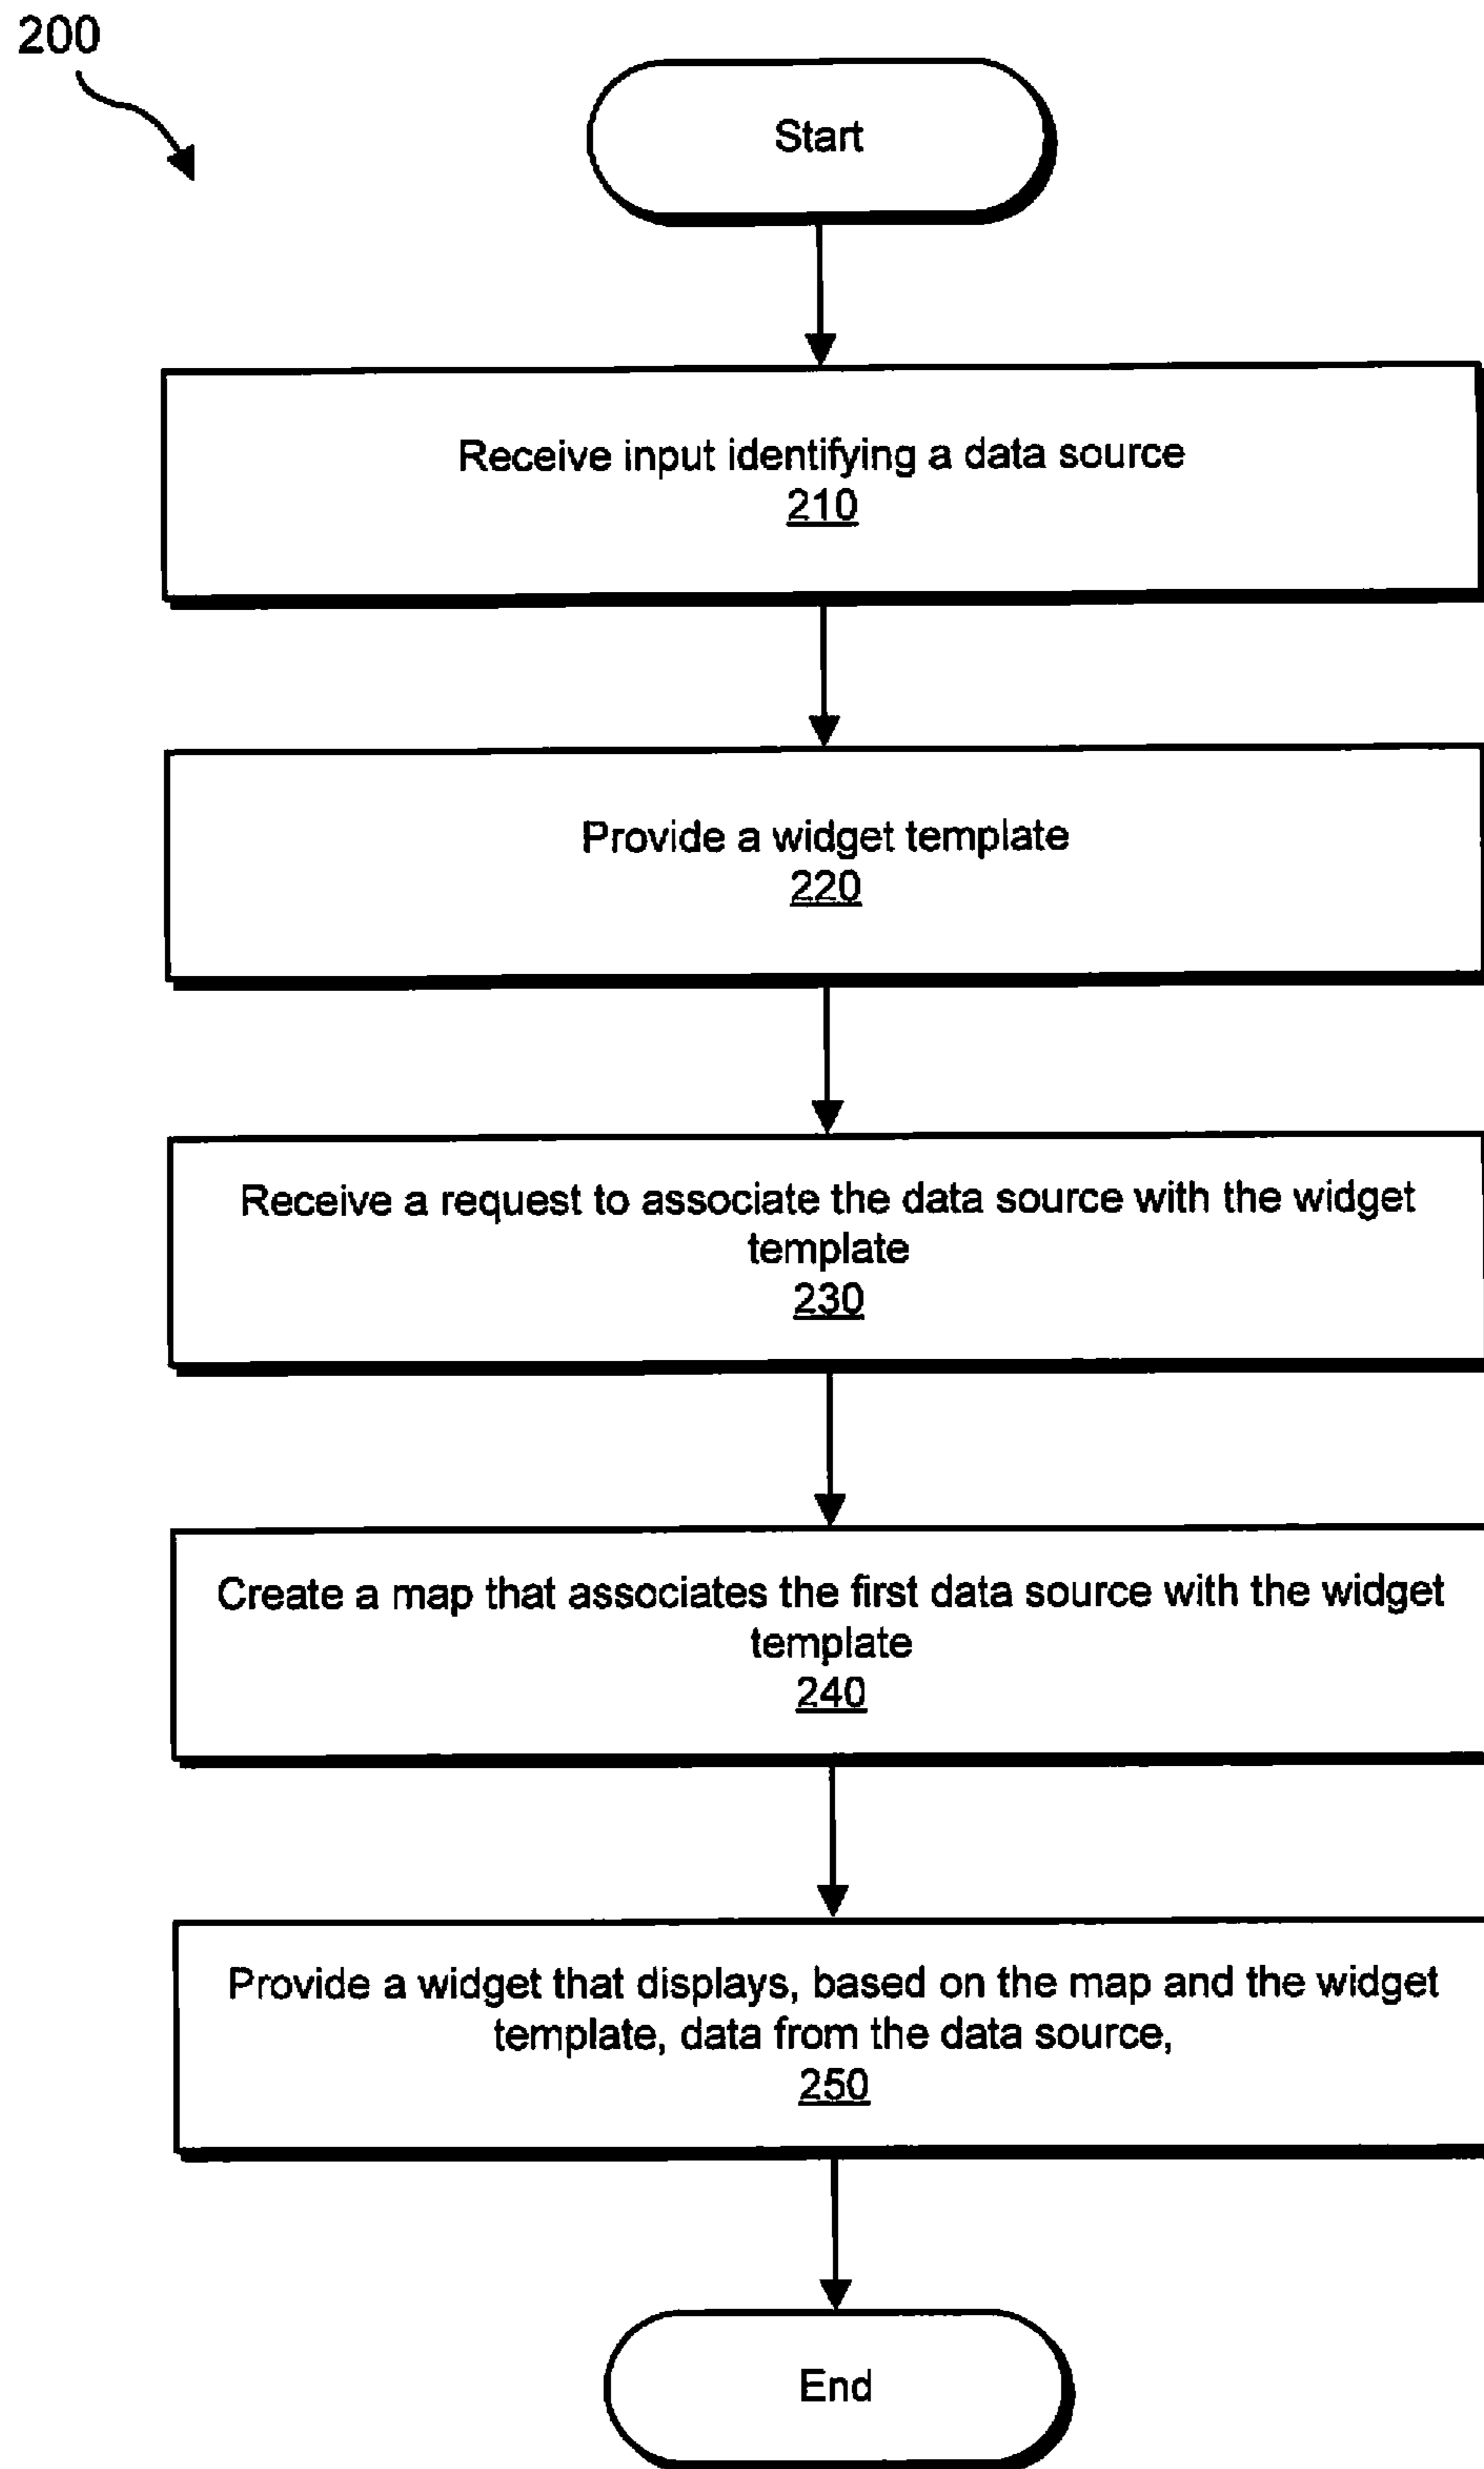 200
Start
Receive input identifying a data source
210
Provide a widget template
220
Receive a request to associate the data source with the widget
template
230
Create a map that associates the first data source with the widget
template
240
Provide a widget that displays, based on the map and the widget
template, data from the data source,
250
End